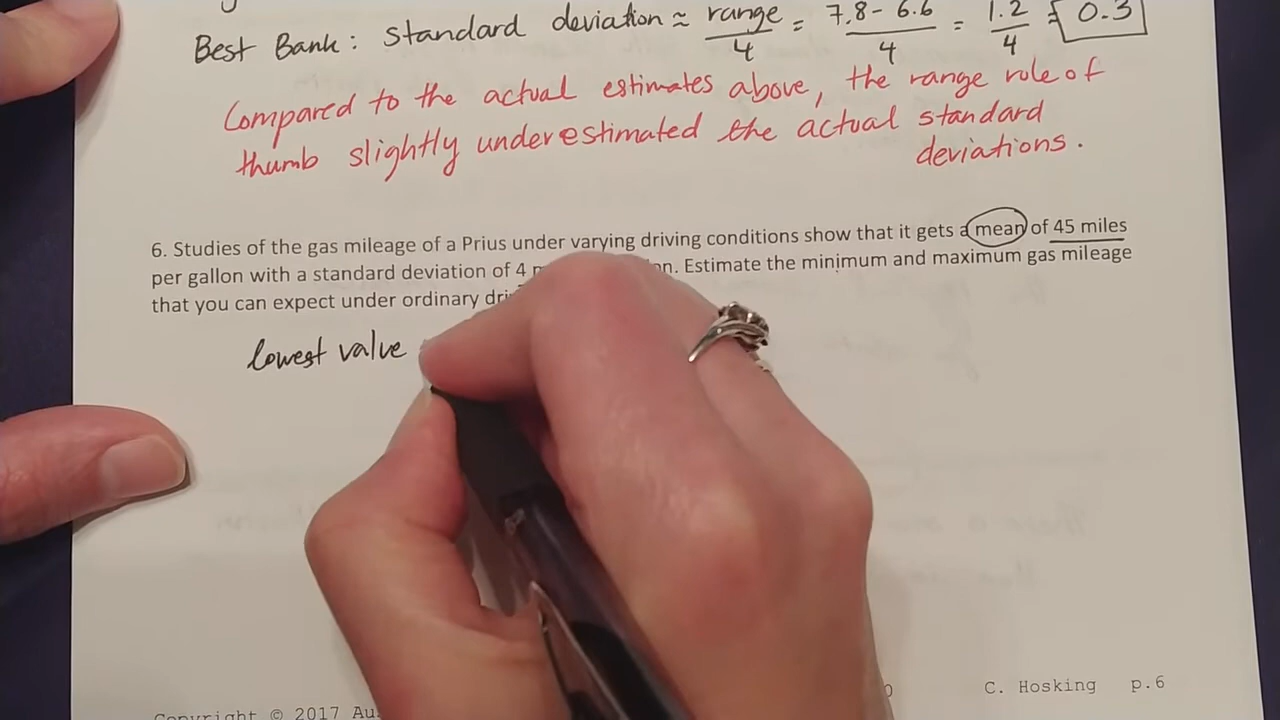 Best Bank: standard deviation ≈ range/4 = 7.8 - 6.6/4 = 1.2/4 = 0.3
Compared to the actual estimates above, the range rule of
thumb slightly underestimated the actual standard
deviations.
6. Studies of the gas mileage of a Prius under varying driving conditions show that it gets a mean of 45 miles
per gallon with a standard deviation of 4 Estimate the minimum and maximum gas mileage
that you can expect under ordinary
lowest value
C. Hosking p.6
Copyright © 2017